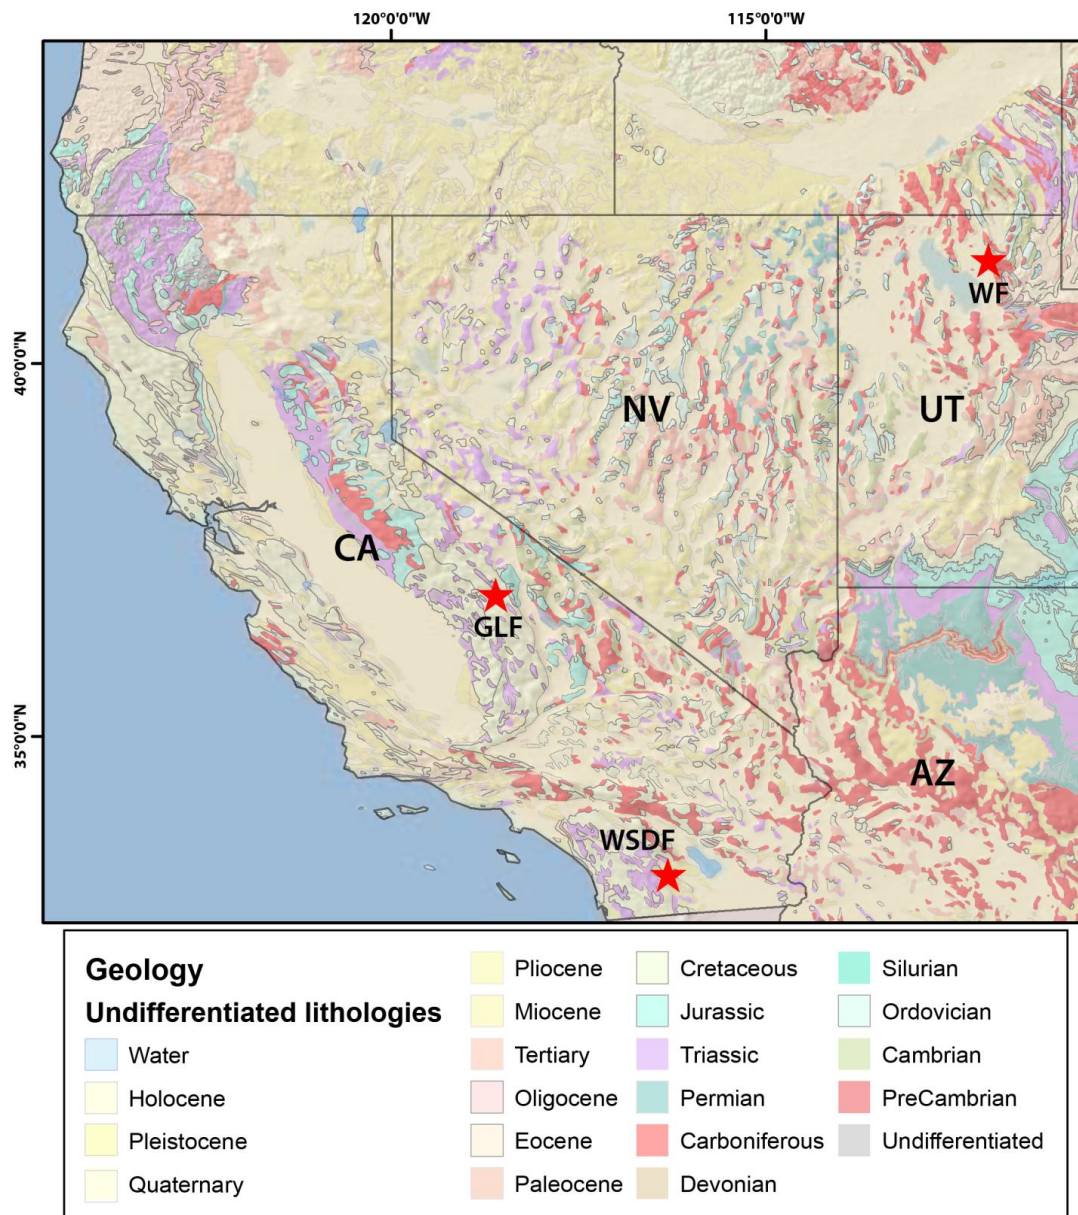 120°0'0"W
115°0'0"W
40°0'0"N
35°0'0"N
WF
NV
UT
CA
GLF
AZ
WSDF
Geology
Undifferentiated lithologies
Water
Holocene
Pleistocene
Quaternary
Pliocene
Miocene
Tertiary
Oligocene
Eocene
Paleocene
Cretaceous
Jurassic
Triassic
Permian
Carboniferous
Devonian
Silurian
Ordovician
Cambrian
PreCambrian
Undifferentiated